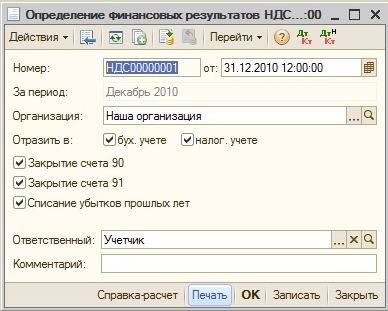 Определение финансовых результатов НДС...:00
Действия Перейти ? Дт Кт Дт Н Кт
Номер: НДС00000001 от: 31.12.2010 12:00:00
За период: Декабрь 2010
Организация: Наша организация ...
Отразить в: бух. учете налог. учете
Закрытие счета 90
Закрытие счета 91
Списание убытков прошлых лет
Ответственный: Учетчик ...
Комментарий:
Справка-расчет Печать OK Записать Закрыть